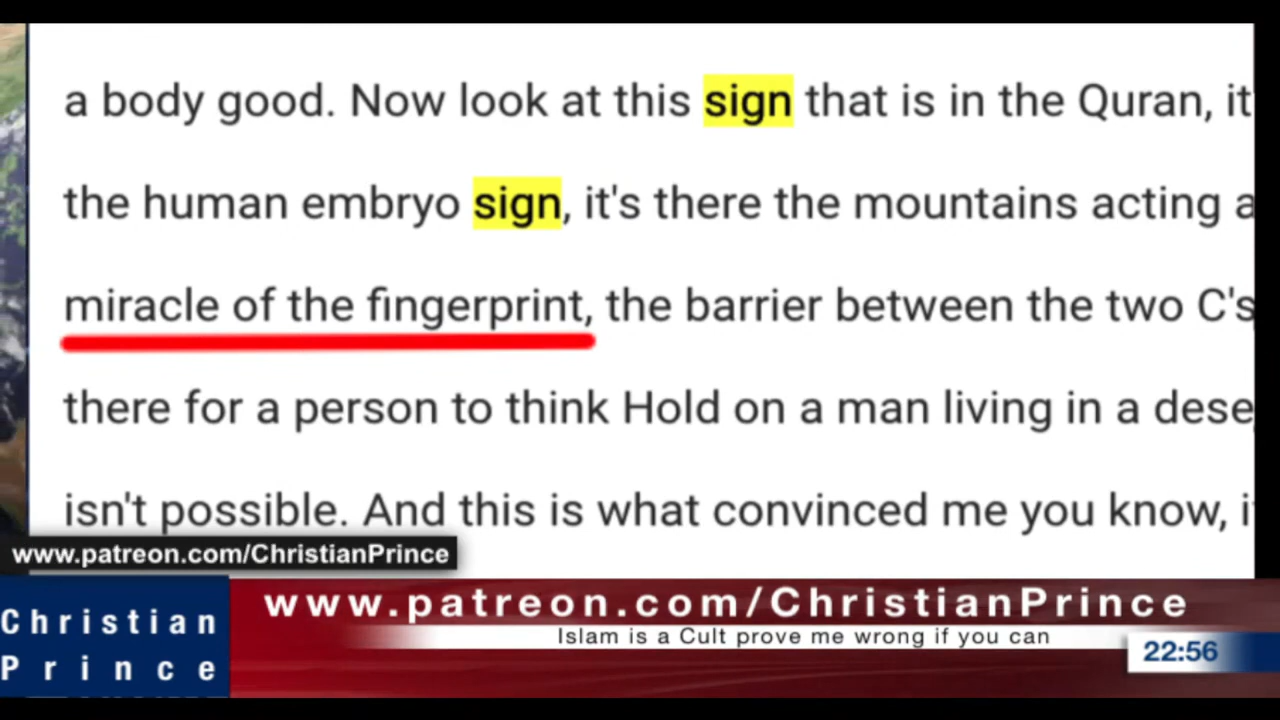 a body good. Now look at this sign that is in the Quran, it
the human embryo sign, it's there the mountains acting a
miracle of the fingerprint, the barrier between the two C's
there for a person to think Hold on a man living in a dese
isn't possible. And this is what convinced me you know, i
www.patreon.com/ChristianPrince
Christian
Prince
www.patreon.com/ChristianPrince
Islam is a Cult prove me wrong if you can
22:56